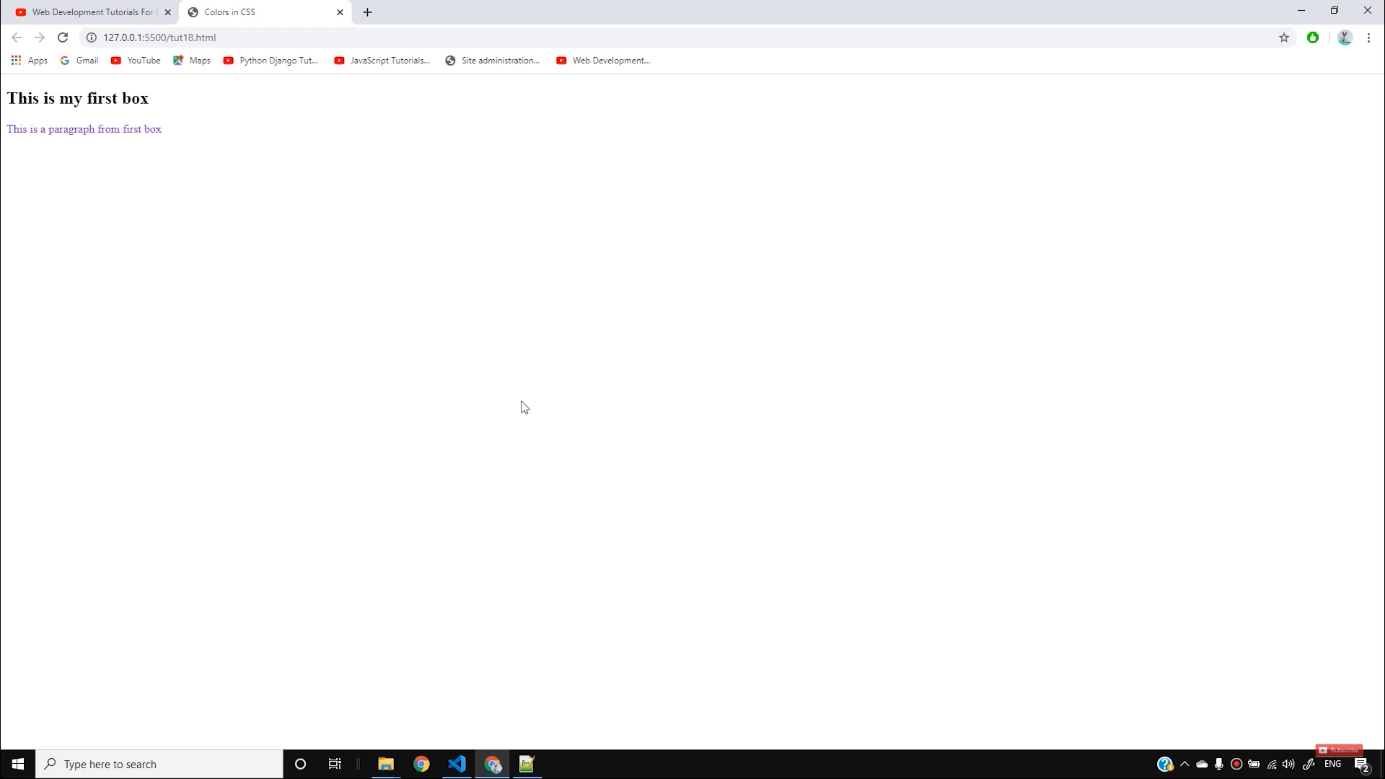 Web Development Tutorials For
Colors in CSS
127.0.0.1:5500/tut18.html
Apps
Gmail
YouTube
Maps
Python Django Tut...
JavaScript Tutorials...
Site administration...
Web Development...
This is my first box
This is a paragraph from first box
Type here to search
Subscribe
ENG
2